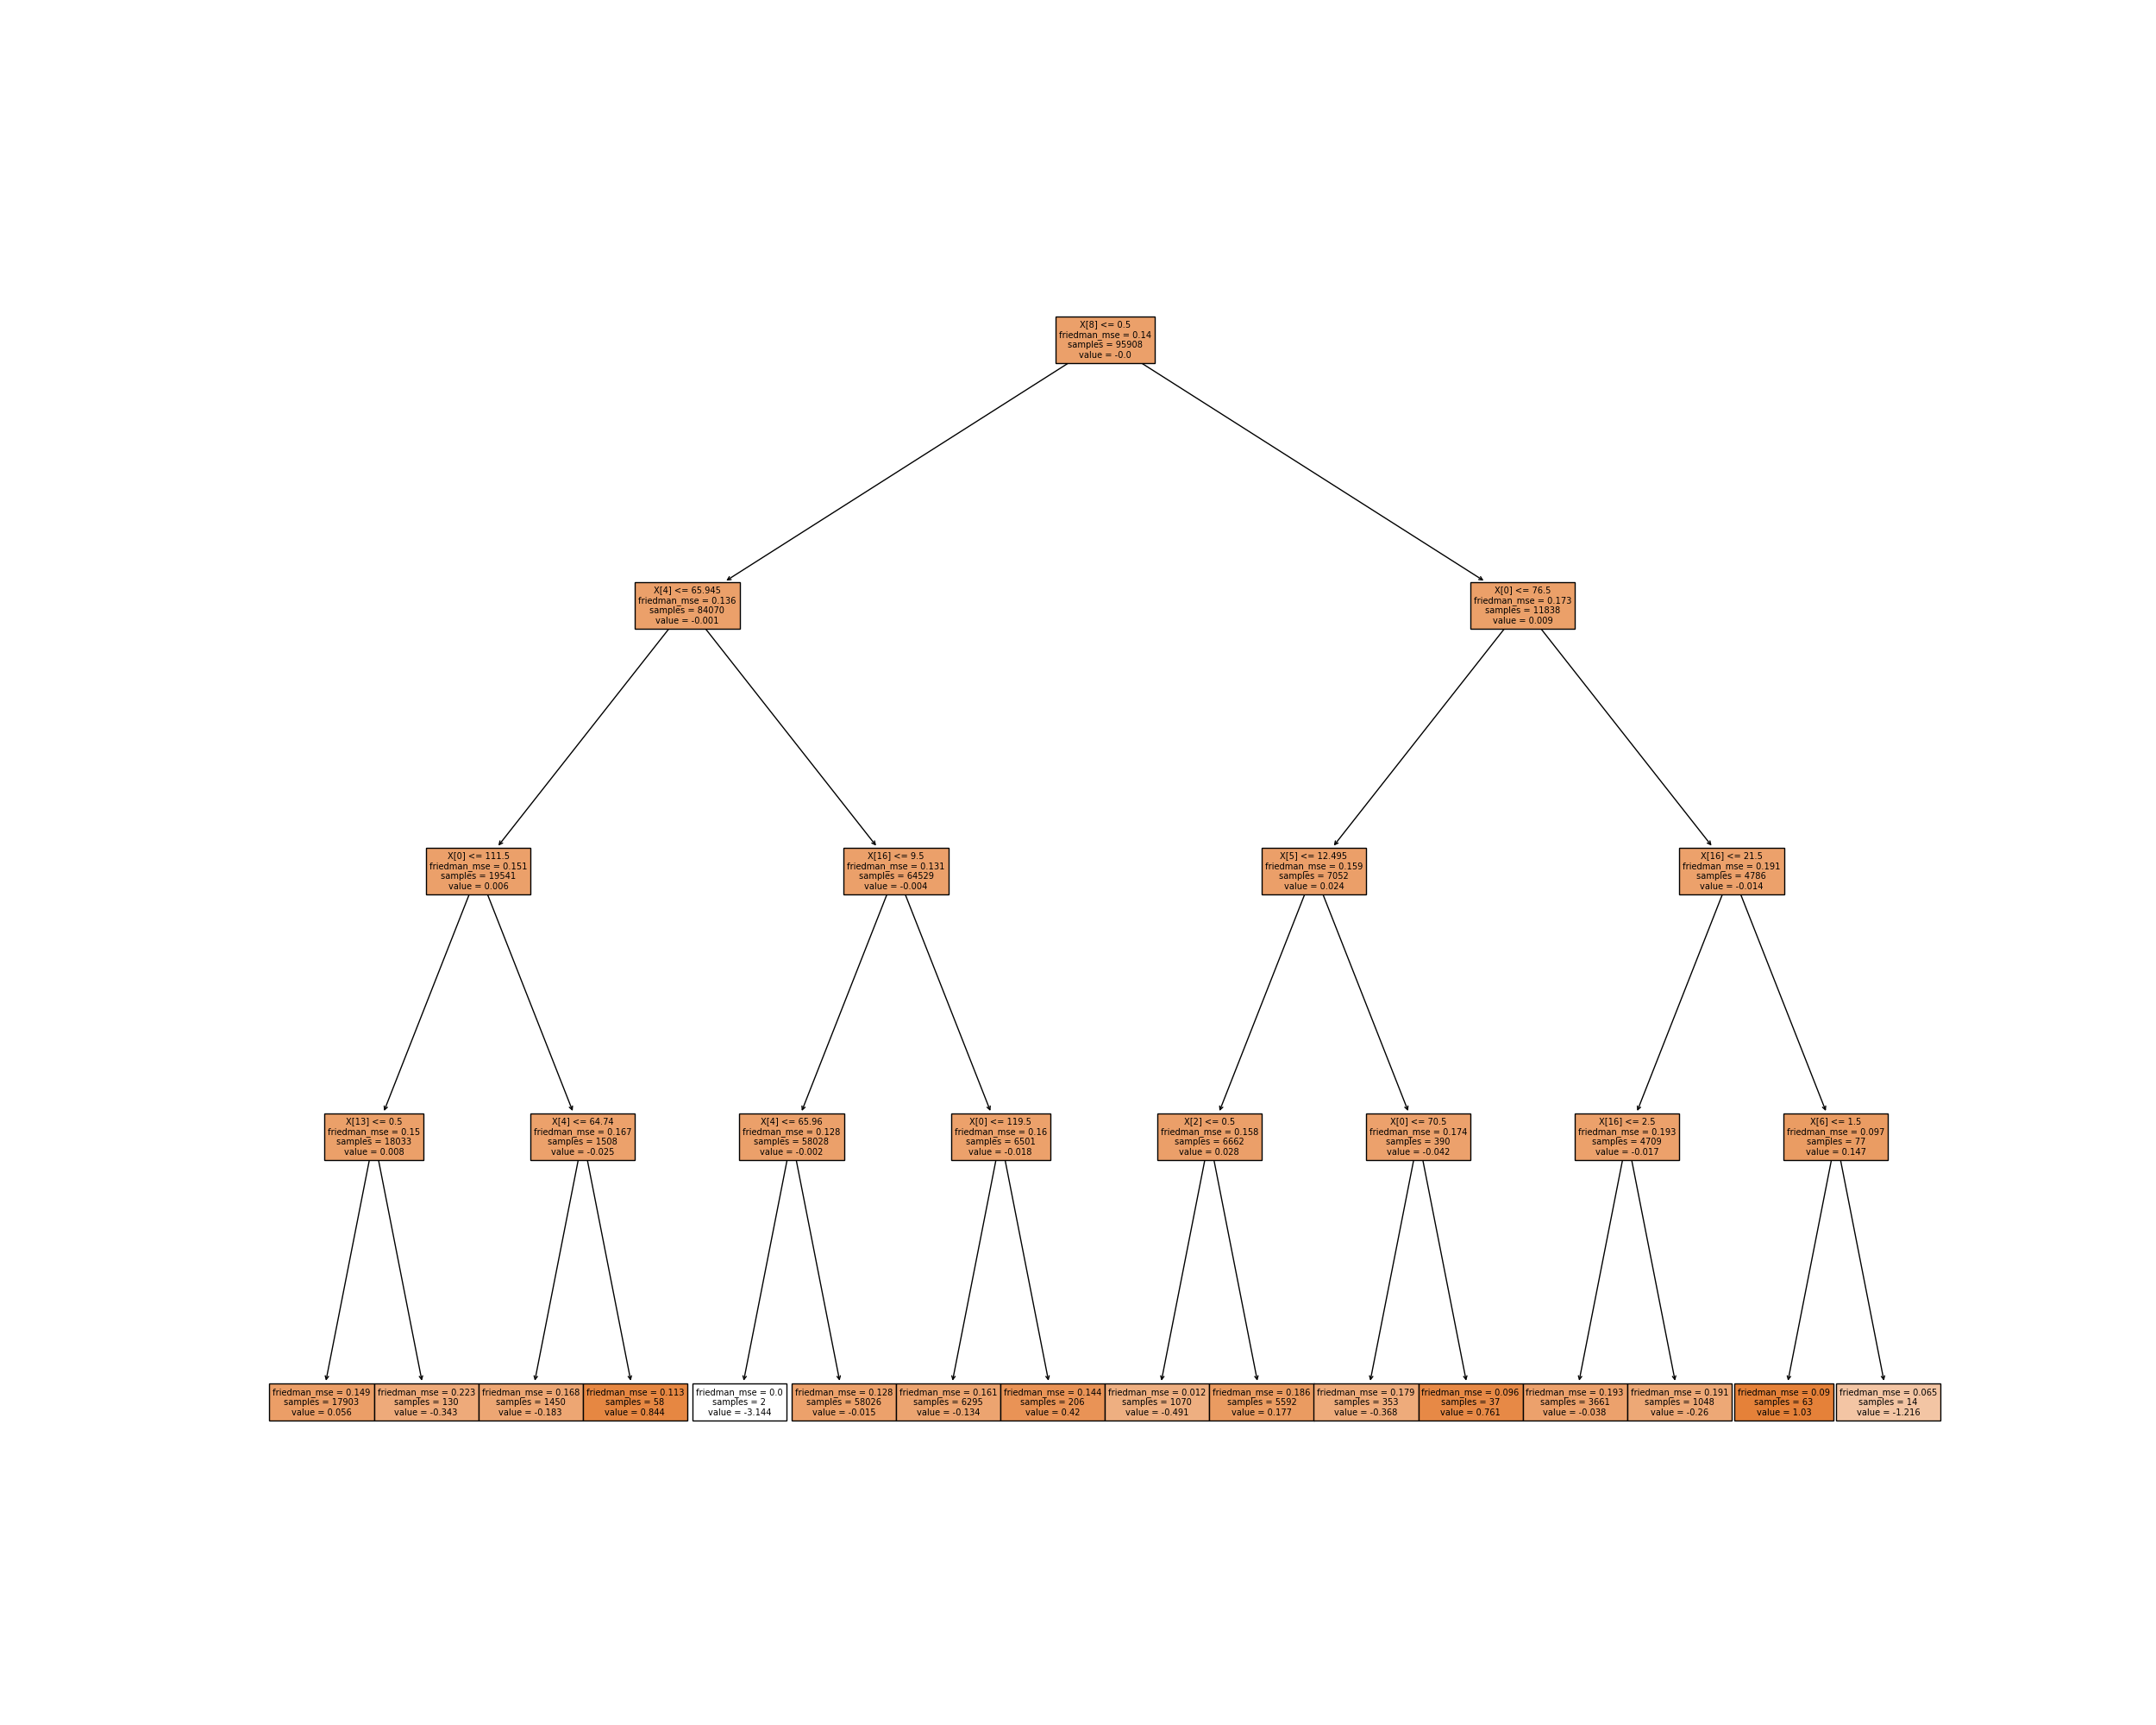 X[8] <= 0.5
friedman_mse = 0.14
samples = 95908
value = -0.0
X[4] <= 65.945
friedman_mse = 0.136
samples = 84070
value = -0.001
X[0] <= 76.5
friedman_mse = 0.173
samples = 11838
value = 0.009
X[0] <= 111.5
friedman_mse = 0.151
samples = 19541
value = 0.006
X[16] <= 9.5
friedman_mse = 0.131
samples = 64529
value = -0.004
X[5] <= 12.495
friedman_mse = 0.159
samples = 7052
value = 0.024
X[16] <= 21.5
friedman_mse = 0.191
samples = 4786
value = -0.014
X[13] <= 0.5
friedman_mse = 0.15
samples = 18033
value = 0.008
X[4] <= 64.74
friedman_mse = 0.167
samples = 1508
value = -0.025
X[4] <= 65.96
friedman_mse = 0.128
samples = 58028
value = -0.002
X[0] <= 119.5
friedman_mse = 0.16
samples = 6501
value = -0.018
X[2] <= 0.5
friedman_mse = 0.158
samples = 6662
value = 0.028
X[0] <= 70.5
friedman_mse = 0.174
samples = 390
value = -0.042
X[16] <= 2.5
friedman_mse = 0.193
samples = 4709
value = -0.017
X[6] <= 1.5
friedman_mse = 0.097
samples = 77
value = 0.147
friedman_mse = 0.149
samples = 17903
value = 0.056
friedman_mse = 0.223
samples = 130
value = -0.343
friedman_mse = 0.168
samples = 1450
value = -0.183
friedman_mse = 0.113
samples = 58
value = 0.844
friedman_mse = 0.0
samples = 2
value = -3.144
friedman_mse = 0.128
samples = 58026
value = -0.015
friedman_mse = 0.161
samples = 6295
value = -0.134
friedman_mse = 0.144
samples = 206
value = 0.42
friedman_mse = 0.012
samples = 1070
value = -0.491
friedman_mse = 0.186
samples = 5592
value = 0.177
friedman_mse = 0.179
samples = 353
value = -0.368
friedman_mse = 0.096
samples = 37
value = 0.761
friedman_mse = 0.193
samples = 3661
value = -0.038
friedman_mse = 0.191
samples = 1048
value = -0.26
friedman_mse = 0.09
samples = 63
value = 1.03
friedman_mse = 0.065
samples = 14
value = -1.216